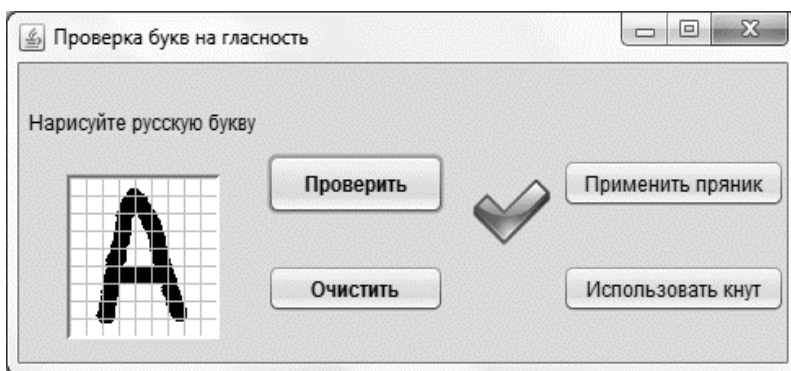 Проверка букв на гласность
Нарисуйте русскую букву
А
Проверить
Применить пряник
Очистить
Использовать кнут